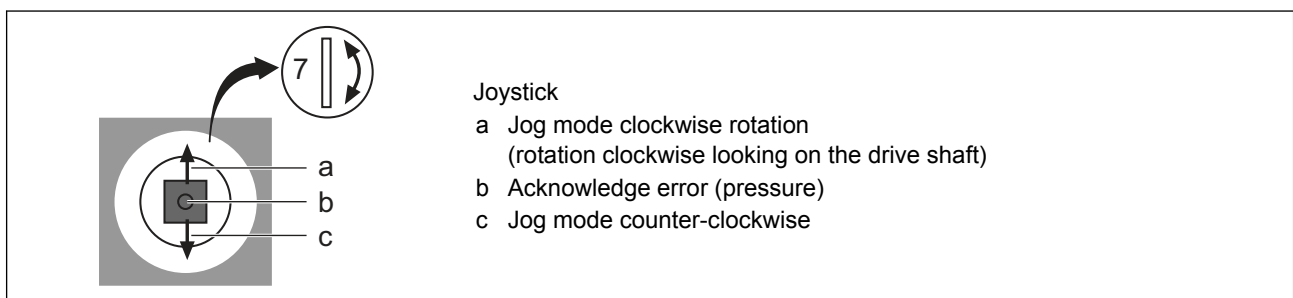 7
Joystick
a Jog mode clockwise rotation
(rotation clockwise looking on the drive shaft)
a
b Acknowledge error (pressure)
b
c Jog mode counter-clockwise
c